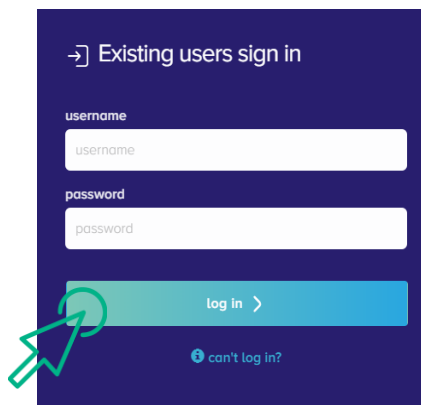 Existing users sign in
username
username
password
password
log in
can't log in?